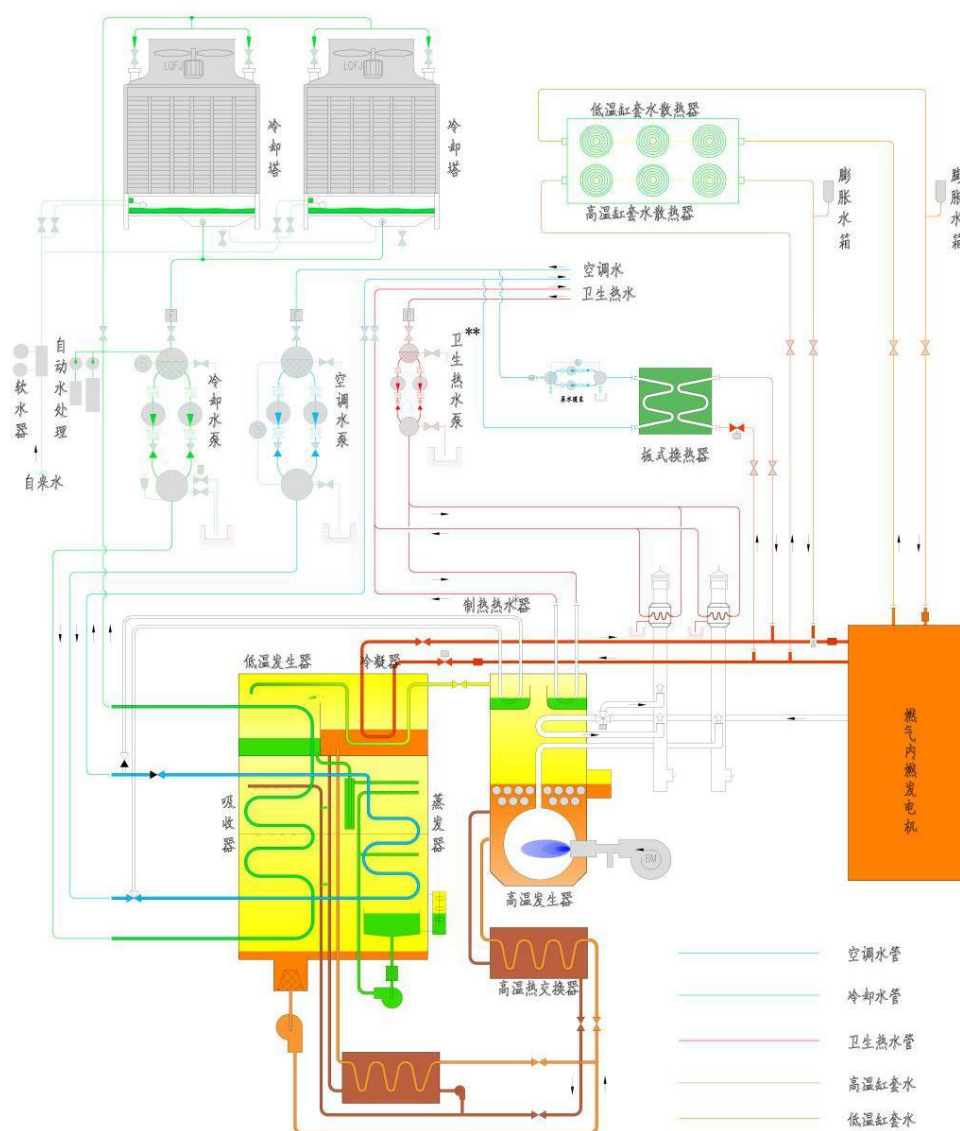 LQFJ
LQFJ
冷却塔
冷却塔
低温缸套水散热器
高温缸套水散热器
膨胀水箱
膨胀水箱
空调水
卫生热水
F
F
F
软水器
自动水处理
冷却水泵
空调水泵
卫生热水泵**
板式换热器
自来水
制热热水器
低温发生器
冷凝器
燃气内燃发电机
吸收器
蒸发器
BM
高温发生器
高温热交换器
空调水管
冷却水管
卫生热水管
高温缸套水
低温缸套水